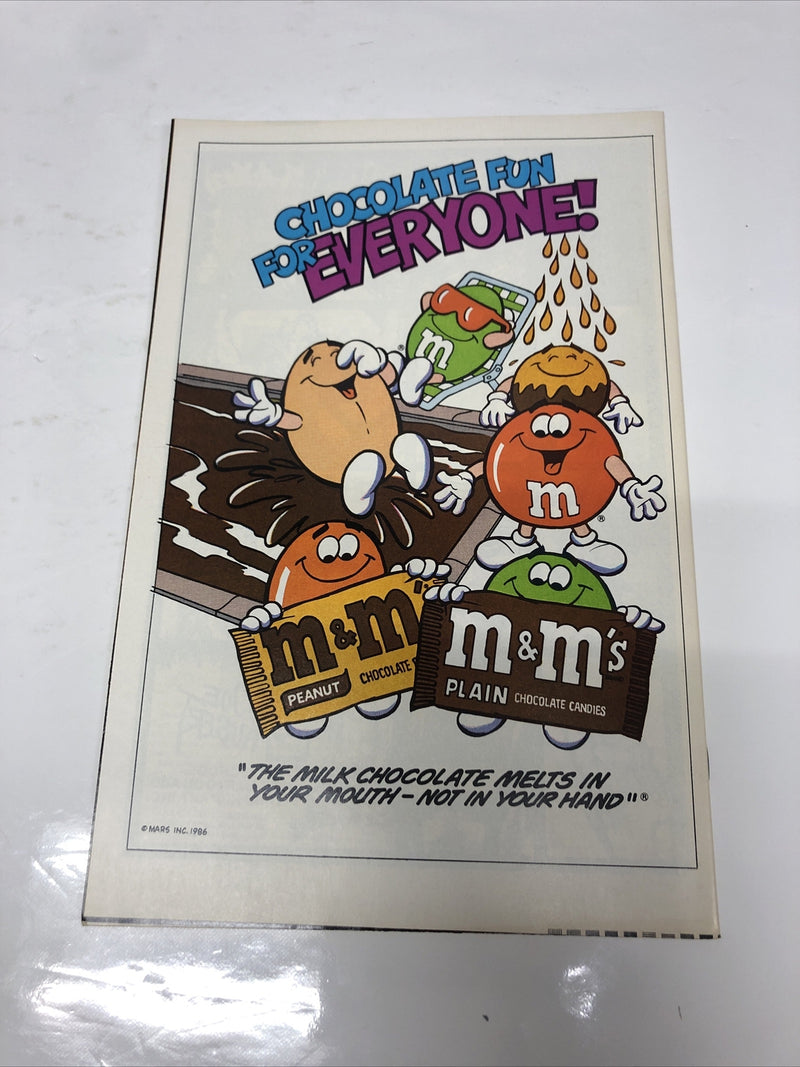 CHOCOLATE FUN
FOR EVERYONE!
m
®
m
®
m&m's
PEANUT
CHOCOLATE
m&m's
PLAIN CHOCOLATE CANDIES
"THE MILK CHOCOLATE MELTS IN
YOUR MOUTH - NOT IN YOUR HAND"®
© MARS INC. 1986